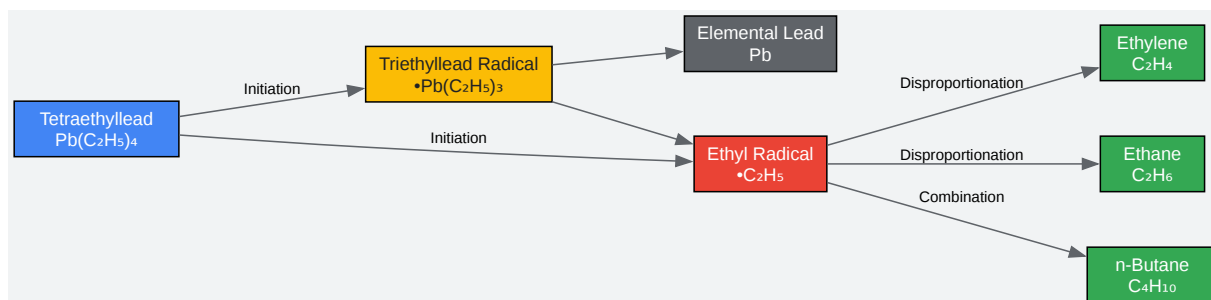 Tetraethyllead
Pb(C₂H₅)₄
Initiation
Initiation
Triethyllead Radical
•Pb(C₂H₅)₃
Elemental Lead
Pb
Ethyl Radical
•C₂H₅
Disproportionation
Disproportionation
Combination
Ethylene
C₂H₄
Ethane
C₂H₆
n-Butane
C₄H₁₀